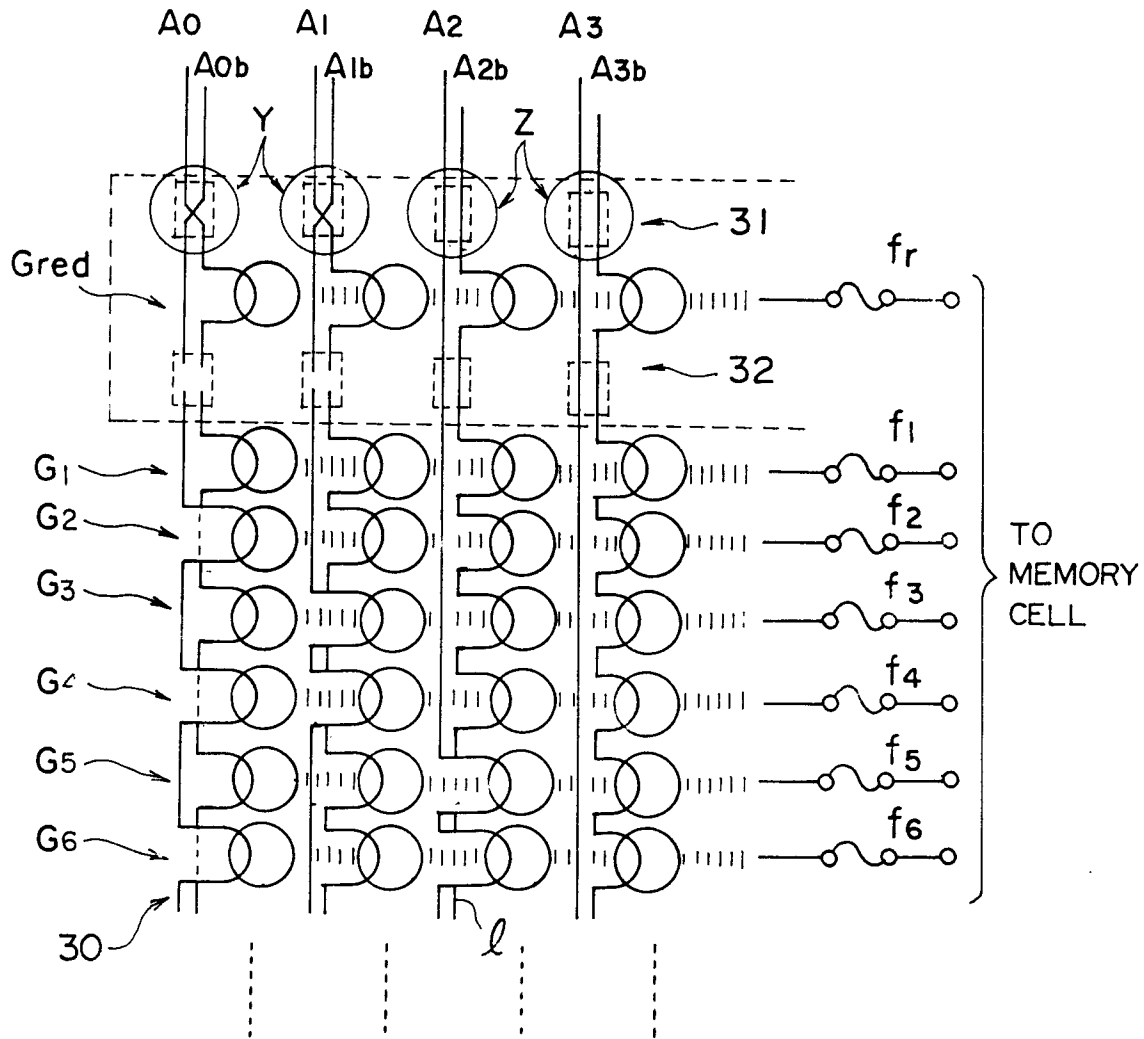 A0 A1 A2 A3
A0b A1b A2b A3b
Y Z
31
Gred fr
32
G1 f1
G2 f2
G3 f3
G4 f4
G5 f5
G6 f6
TO
MEMORY
CELL
30 l